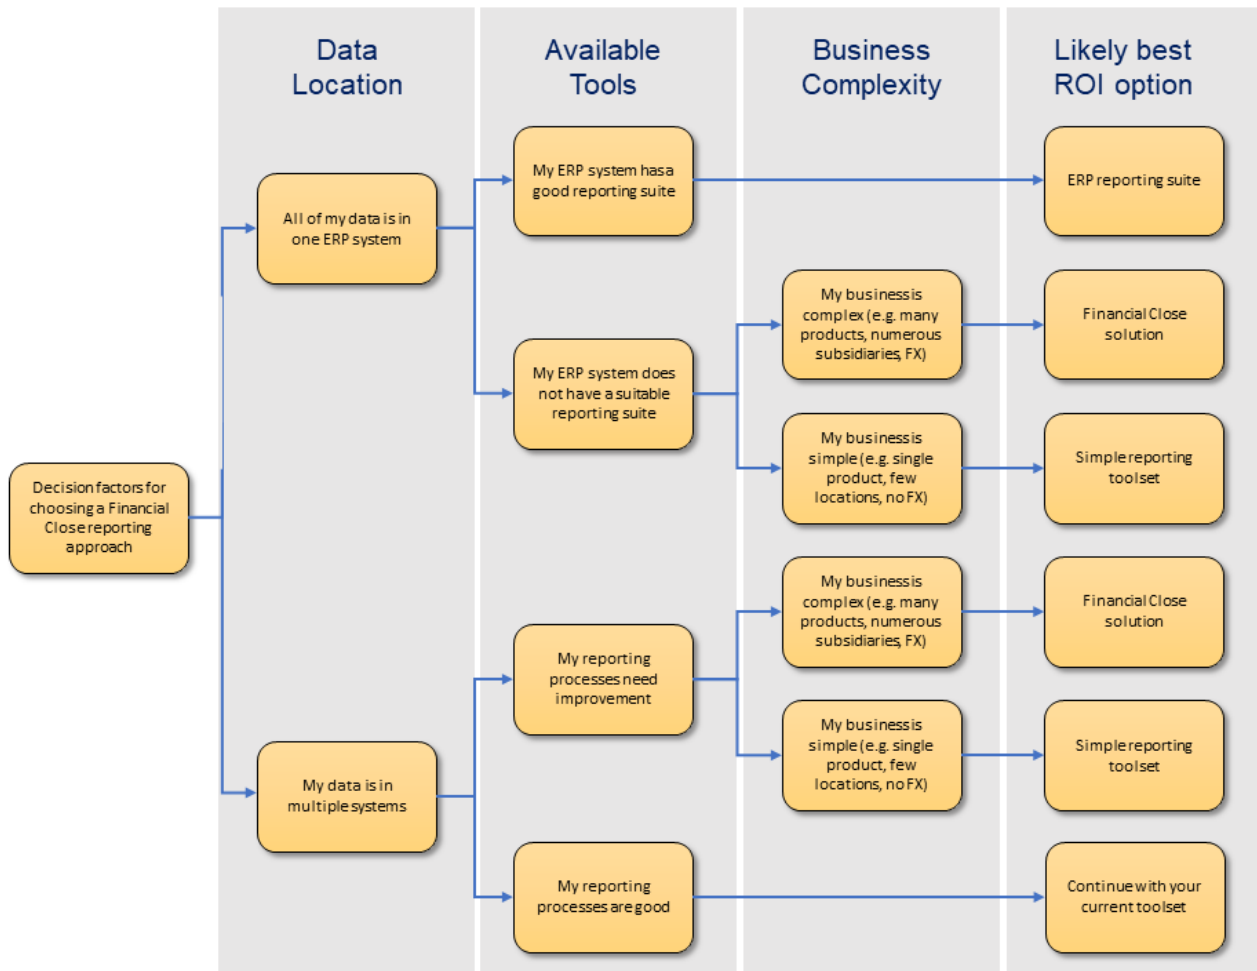 Data
Location
Available
Tools
Business
Complexity
Likely best
ROI option
Decision factors for
choosing a Financial
Close reporting
approach
All of my data is in
one ERP system
My data is in
multiple systems
My ERP system has a
good reporting suite
My ERP system does
not have a suitable
reporting suite
My reporting
processes need
improvement
My reporting
processes are good
My business is
complex (e.g. many
products, numerous
subsidiaries, FX)
My business is
simple (e.g. single
product, few
locations, no FX)
My business is
complex (e.g. many
products, numerous
subsidiaries, FX)
My business is
simple (e.g. single
product, few
locations, no FX)
ERP reporting suite
Financial Close
solution
Simple reporting
toolset
Financial Close
solution
Simple reporting
toolset
Continue with your
current toolset